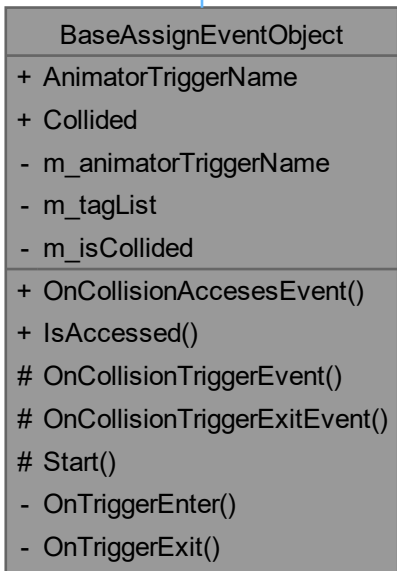 BaseAssignEventObject
+ AnimatorTriggerName
+ Collided
- m_animatorTriggerName
- m_tagList
- m_isCollided
+ OnCollisionAccesesEvent()
+ IsAccessed()
# OnCollisionTriggerEvent()
# OnCollisionTriggerExitEvent()
# Start()
- OnTriggerEnter()
- OnTriggerExit()